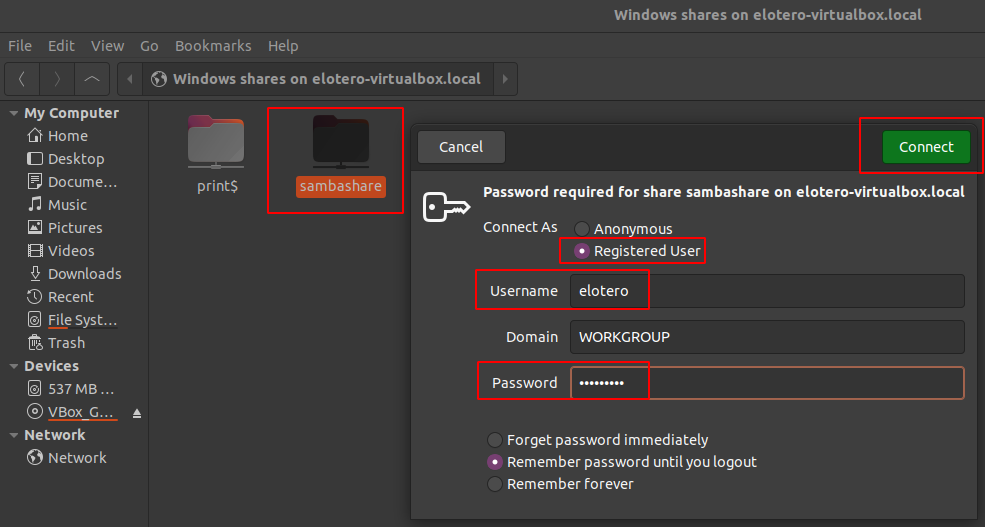 Windows shares on elotero-virtualbox.local
File Edit View Go Bookmarks Help
Windows shares on elotero-virtualbox.local
My Computer
Home
Desktop
Docume...
Music
Pictures
Videos
Downloads
Recent
File Syst...
Trash
Devices
537 MB ...
VBox_G...
Network
Network
print$
sambashare
Cancel
Connect
Password required for share sambashare on elotero-virtualbox.local
Connect As
Anonymous
Registered User
Username elotero
Domain WORKGROUP
Password •••••••••
Forget password immediately
Remember password until you logout
Remember forever